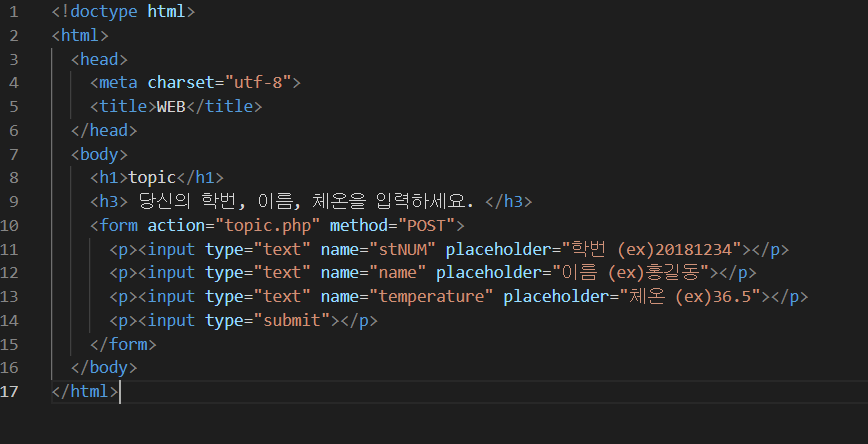 1 <!doctype html>
2 <html>
3 <head>
4 <meta charset="utf-8">
5 <title>WEB</title>
6 </head>
7 <body>
8 <h1>topic</h1>
9 <h3> 당신의 학번, 이름, 체온을 입력하세요. </h3>
10 <form action="topic.php" method="POST">
11 <p><input type="text" name="stNUM" placeholder="학번 (ex)20181234"></p>
12 <p><input type="text" name="name" placeholder="이름 (ex)홍길동"></p>
13 <p><input type="text" name="temperature" placeholder="체온 (ex)36.5"></p>
14 <p><input type="submit"></p>
15 </form>
16 </body>
17 </html>